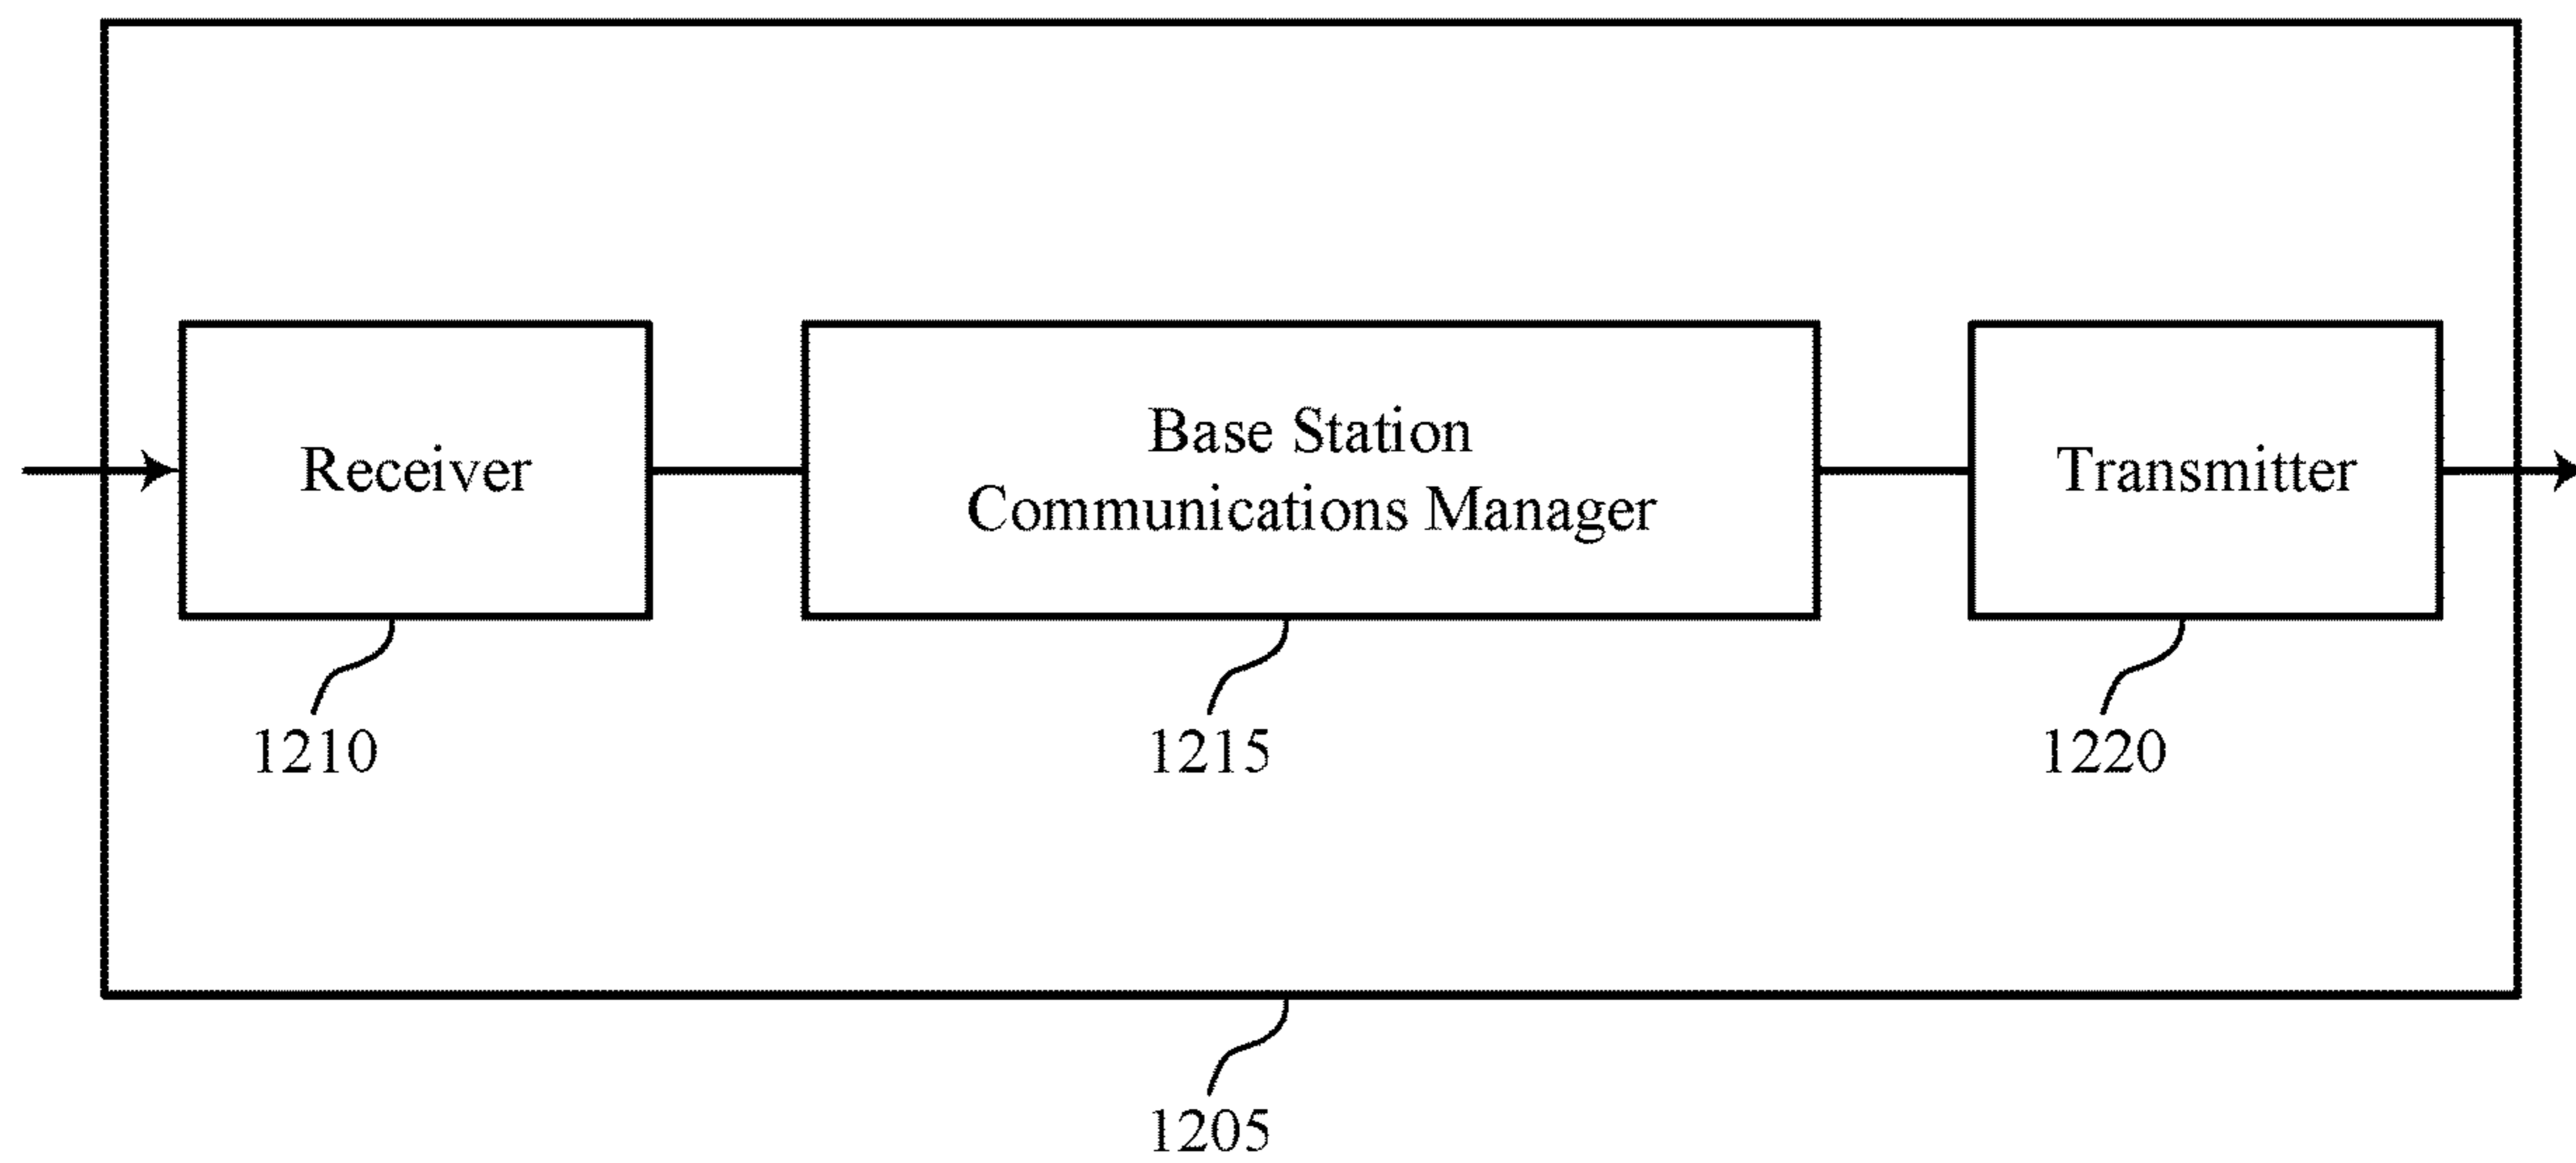 Receiver
Base Station
Communications Manager
Transmitter
1210
1215
1220
1205